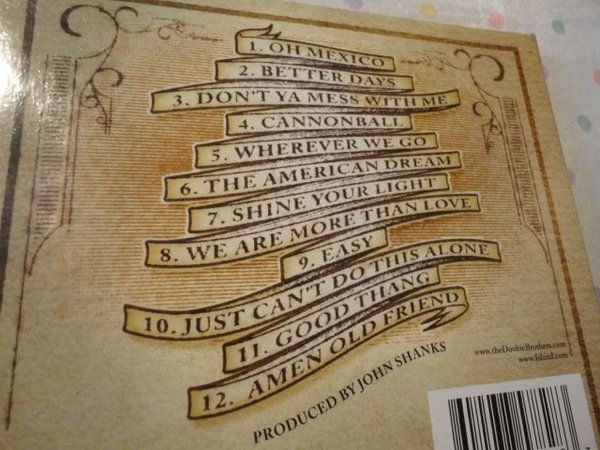 1. OH MEXICO
2. BETTER DAYS
3. DON'T YA MESS WITH ME
4. CANNONBALL
5. WHEREVER WE GO
6. THE AMERICAN DREAM
7. SHINE YOUR LIGHT
8. WE ARE MORE THAN LOVE
9. EASY
10. JUST CAN'T DO THIS ALONE
11. GOOD THANG
12. AMEN OLD FRIEND
PRODUCED BY JOHN SHANKS
www.theDoobieBrothers.com
www.Island.com